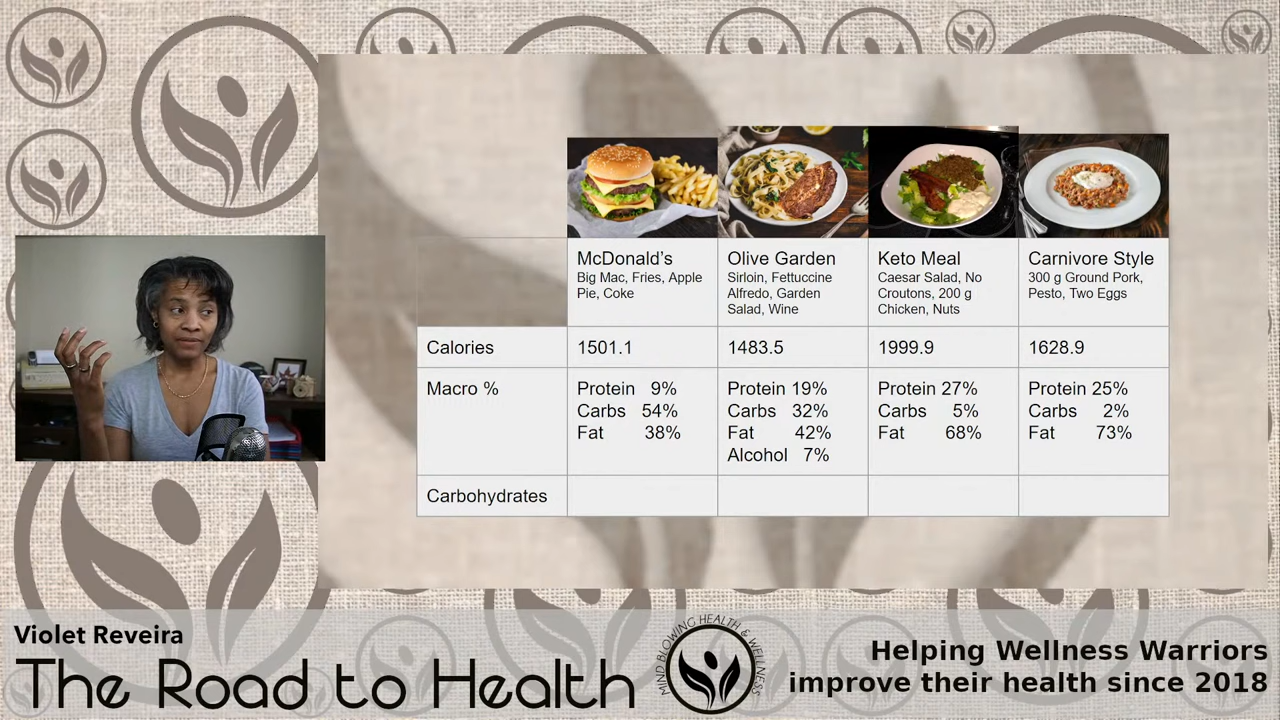 McDonald's
Big Mac, Fries, Apple
Pie, Coke
Olive Garden
Sirloin, Fettuccine
Alfredo, Garden
Salad, Wine
Keto Meal
Caesar Salad, No
Croutons, 200 g
Chicken, Nuts
Carnivore Style
300 g Ground Pork,
Pesto, Two Eggs
Calories 1501.1 1483.5 1999.9 1628.9
Macro % Protein 9% Protein 19% Protein 27% Protein 25%
Carbs 54% Carbs 32% Carbs 5% Carbs 2%
Fat 38% Fat 42% Fat 68% Fat 73%
Alcohol 7%
Carbohydrates
Violet Reveira
The Road to Health
MIND BLOWING HEALTH & WELLNESS
Helping Wellness Warriors
improve their health since 2018